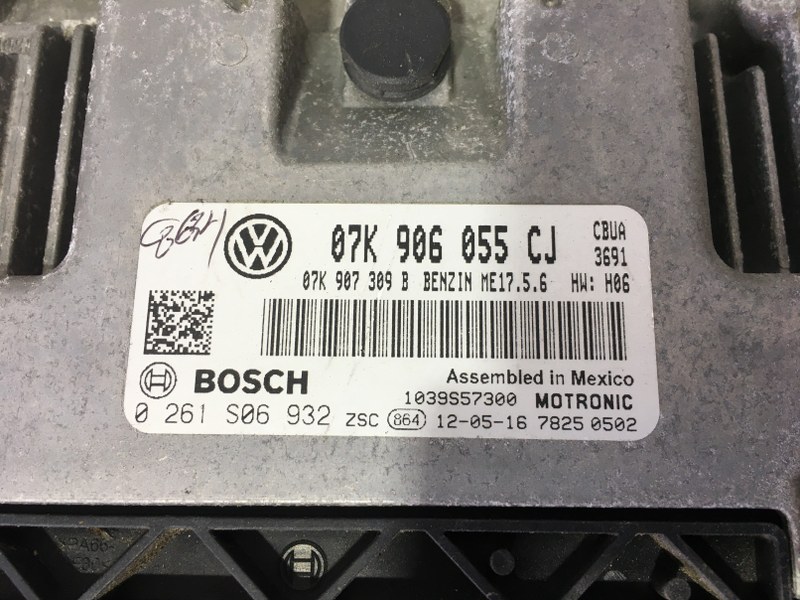 07K 906 055 CJ CBUA
3691
07K 907 309 B BENZIN ME17.5.6 HW: H06
BOSCH Assembled in Mexico
1039S57300 MOTRONIC
0 261 S06 932 ZSC 864 12-05-16 7825 0502